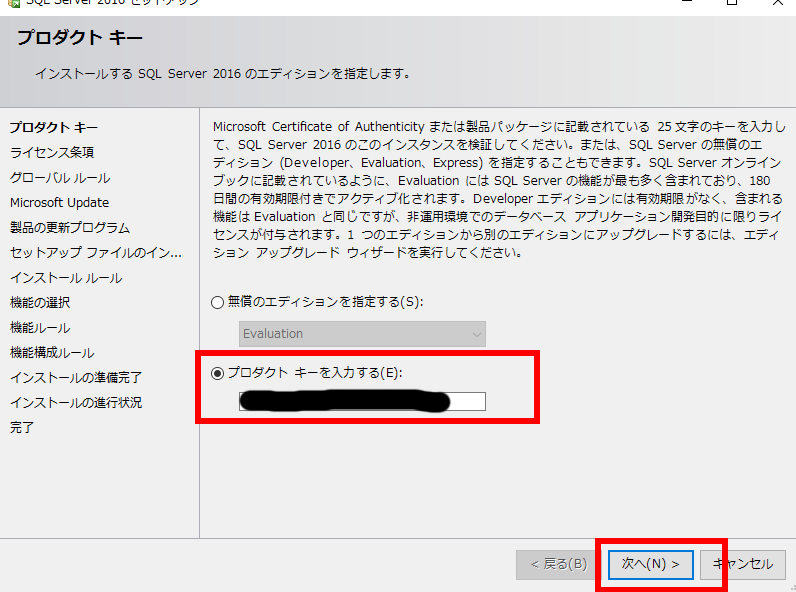 SQL Server 2016 セットアップ
プロダクト キー
インストールする SQL Server 2016 のエディションを指定します。
プロダクト キー
ライセンス条項
グローバル ルール
Microsoft Update
製品の更新プログラム
セットアップ ファイルのイン...
インストール ルール
機能の選択
機能ルール
機能構成ルール
インストールの準備完了
インストールの進行状況
完了
Microsoft Certificate of Authenticity または製品パッケージに記載されている 25 文字のキーを入力し
て、SQL Server 2016 のこのインスタンスを検証してください。または、SQL Server の無償のエ
ディション (Developer、Evaluation、Express) を指定することもできます。SQL Server オンライン
ブックに記載されているように、Evaluation には SQL Server の機能が最も多く含まれており、180
日間の有効期限付きでアクティブ化されます。Developer エディションには有効期限がなく、含まれる
機能は Evaluation と同じですが、非運用環境でのデータベース アプリケーション開発目的に限りライ
センスが付与されます。1 つのエディションから別のエディションにアップグレードするには、エディ
ション アップグレード ウィザードを実行してください。
無償のエディションを指定する(S):
Evaluation
プロダクト キーを入力する(E):
< 戻る(B)
次へ(N) >
キャンセル